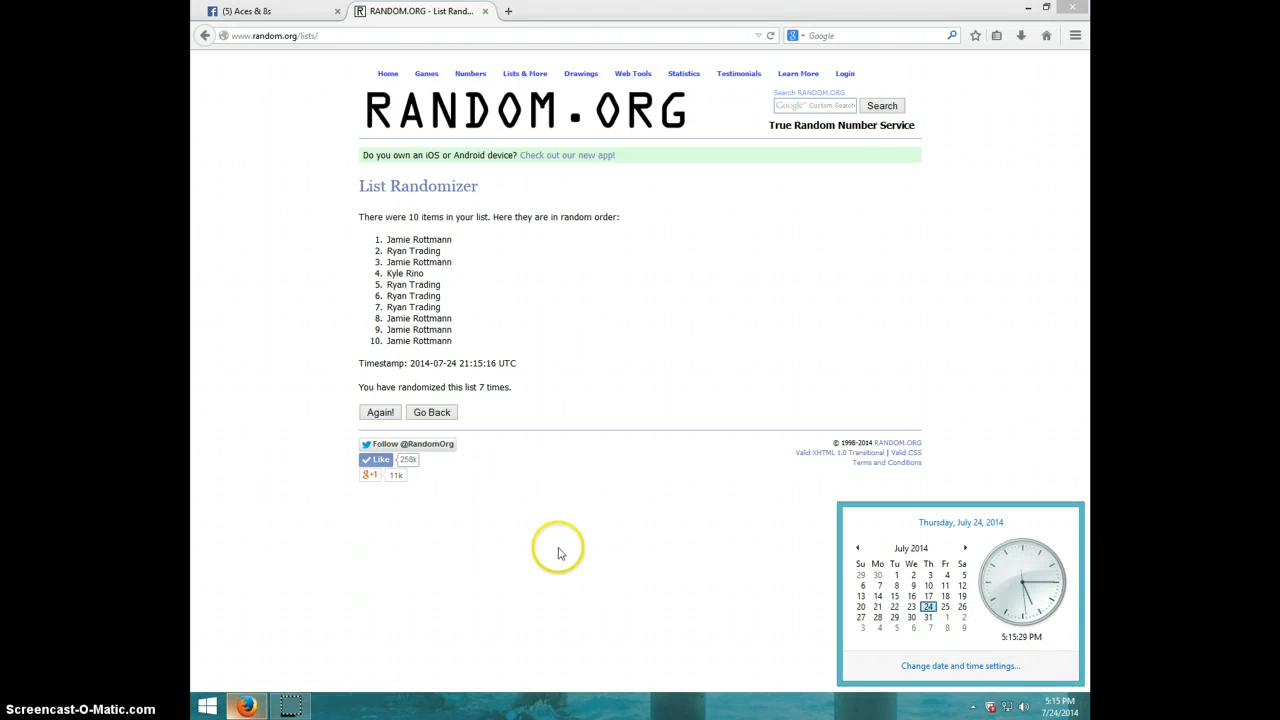 (5) Aces & 8s
RANDOM.ORG - List Rand...
www.random.org/lists/
Google
Home Games Numbers Lists & More Drawings Web Tools Statistics Testimonials Learn More Login
RANDOM.ORG
Search RANDOM.ORG
Google™ Custom Search
Search
True Random Number Service
Do you own an iOS or Android device? Check out our new app!
List Randomizer
There were 10 items in your list. Here they are in random order:
1. Jamie Rottmann
2. Ryan Trading
3. Jamie Rottmann
4. Kyle Rino
5. Ryan Trading
6. Ryan Trading
7. Ryan Trading
8. Jamie Rottmann
9. Jamie Rottmann
10. Jamie Rottmann
Timestamp: 2014-07-24 21:15:16 UTC
You have randomized this list 7 times.
Again! Go Back
Follow @RandomOrg
Like 258k
g+1 11k
© 1998-2014 RANDOM.ORG
Valid XHTML 1.0 Transitional | Valid CSS
Terms and Conditions
Thursday, July 24, 2014
July 2014
Su Mo Tu We Th Fr Sa
29 30 1 2 3 4 5
6 7 8 9 10 11 12
13 14 15 16 17 18 19
20 21 22 23 24 25 26
27 28 29 30 31 1 2
3 4 5 6 7 8 9
5:15:29 PM
Change date and time settings...
5:15 PM
7/24/2014
Screencast-O-Matic.com